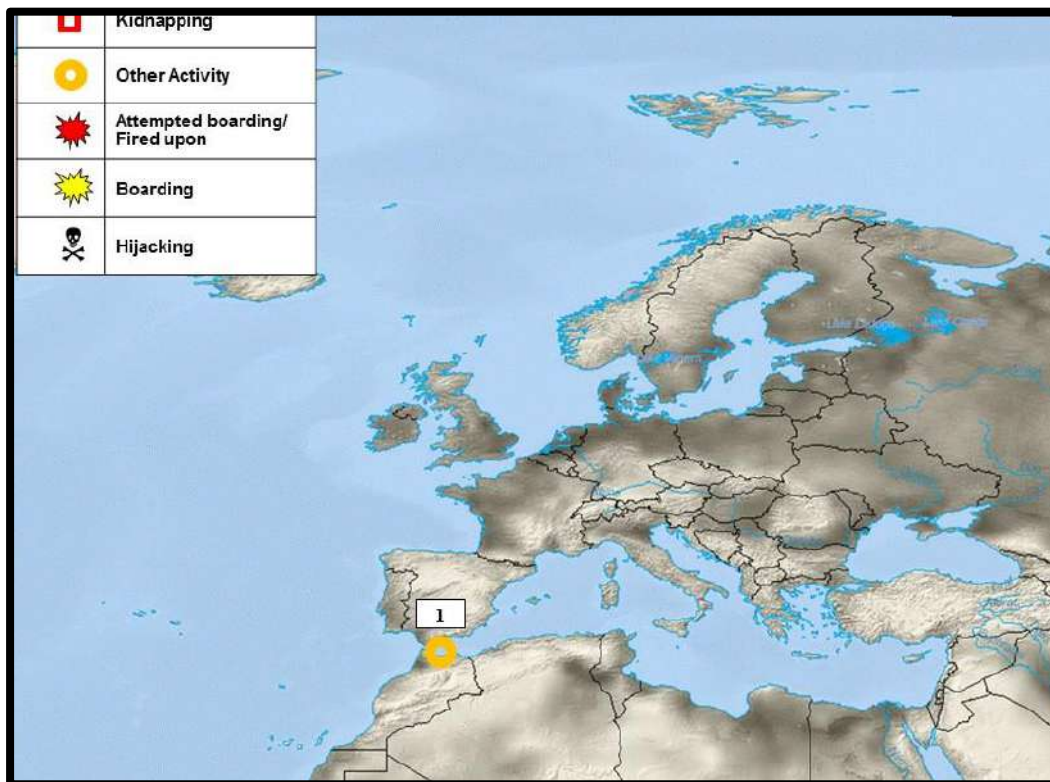 Kidnapping
Other Activity
Attempted boarding/
Fired upon
Boarding
Hijacking
1